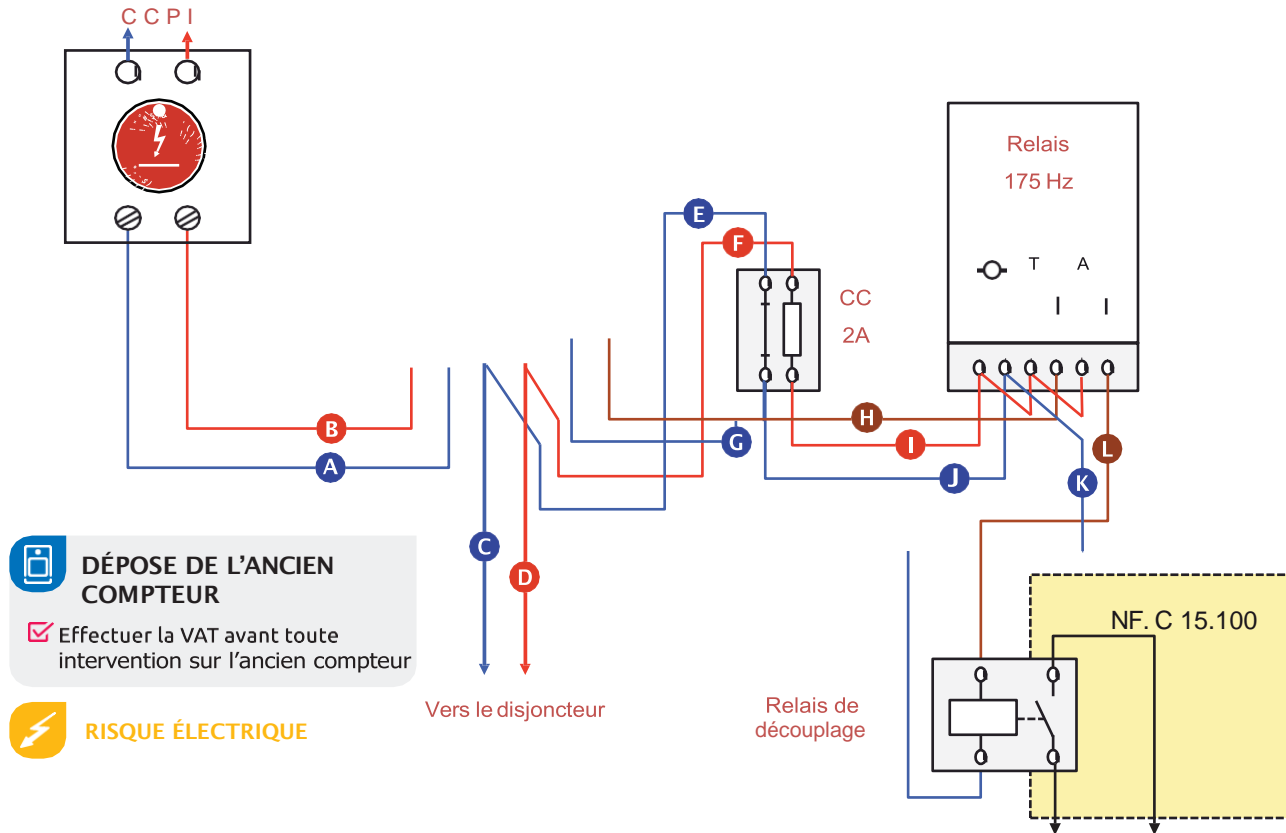 C C P I
Relais
175 Hz
T A
CC
2A
E
F
H
G
I
J
K
L
B
A
C
D
DÉPOSE DE L'ANCIEN
COMPTEUR
Effectuer la VAT avant toute
intervention sur l'ancien compteur
RISQUE ÉLECTRIQUE
Vers le disjoncteur
Relais de
découplage
NF. C 15.100